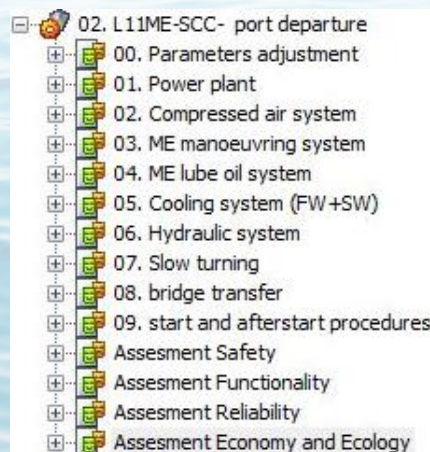 02. L11ME-SCC- port departure
00. Parameters adjustment
01. Power plant
02. Compressed air system
03. ME manoeuvring system
04. ME lube oil system
05. Cooling system (FW+SW)
06. Hydraulic system
07. Slow turning
08. bridge transfer
09. start and afterstart procedures
Assesment Safety
Assesment Functionality
Assesment Reliability
Assesment Economy and Ecology